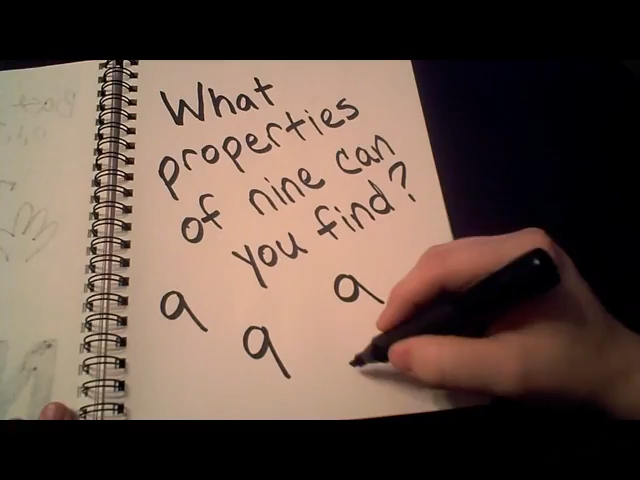 What
properties
of nine can
you find?
9 9 9